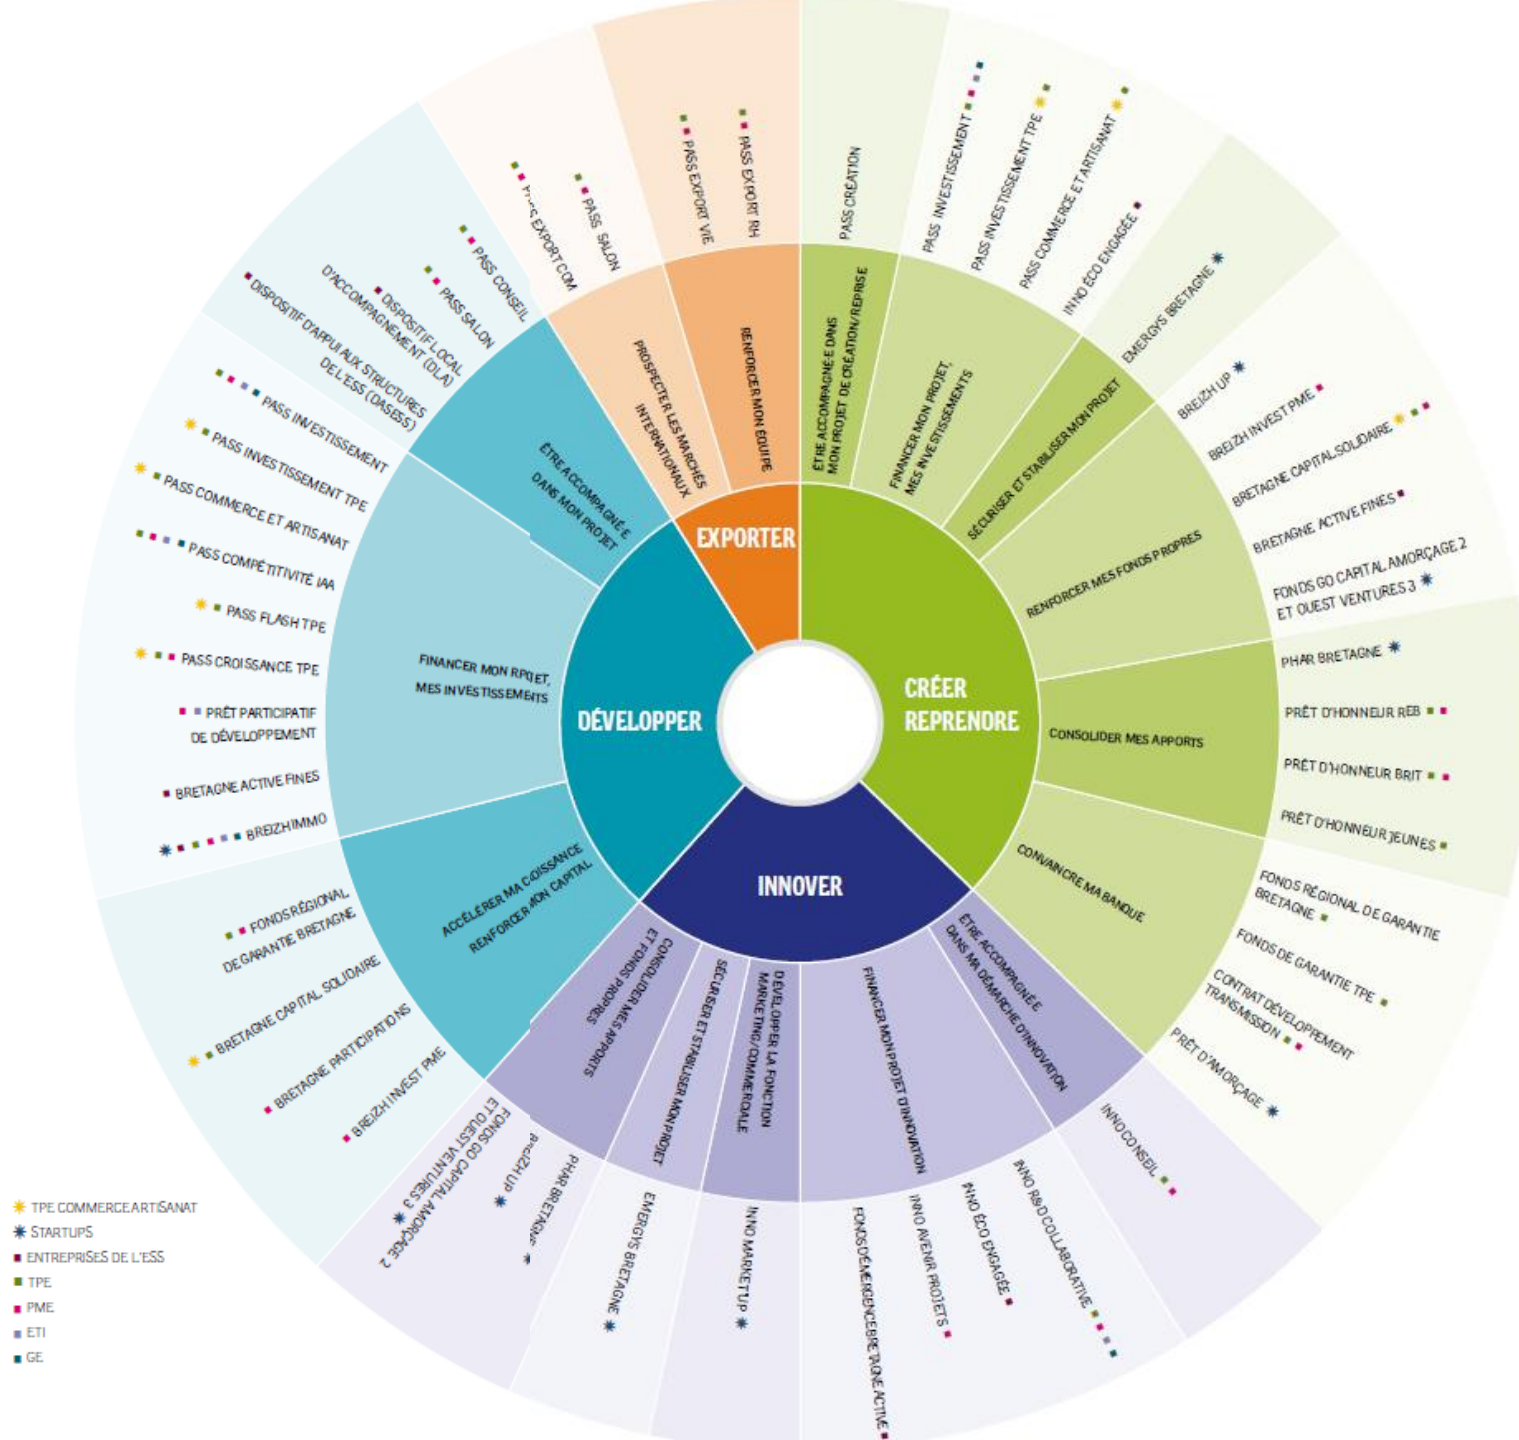 EXPORTER
CRÉER
REPRENDRE
INNOVER
DÉVELOPPER
ÊTRE ACCOMPAGNÉ·E DANS
MON PROJET DE CRÉATION/REPRISE
PASS CRÉATION
FINANCER MON PROJET,
MES INVESTISSEMENTS
PASS INVESTISSEMENT
PASS INVESTISSEMENT TPE
PASS COMMERCE ET ARTISANAT
INNO ÉCO ENGAGÉE
SÉCURISER ET STABILISER MON PROJET
EMERGYS BRETAGNE
RENFORCER MES FONDS PROPRES
BREIZH UP
BREIZH INVEST PME
BRETAGNE CAPITAL SOLIDAIRE
BRETAGNE ACTIVE FINES
FONDS GO CAPITAL AMORÇAGE 2
ET OUEST VENTURES 3
CONSOLIDER MES APPORTS
PHAR BRETAGNE
PRÊT D'HONNEUR REB
PRÊT D'HONNEUR BRIT
PRÊT D'HONNEUR JEUNES
CONVAINCRE MA BANQUE
FONDS RÉGIONAL DE GARANTIE
BRETAGNE
FONDS DE GARANTIE TPE
CONTRAT DÉVELOPPEMENT
TRANSMISSION
PRÊT D'AMORÇAGE
ÊTRE ACCOMPAGNÉ·E
DANS MA DÉMARCHE D'INNOVATION
INNO CONSEIL
FINANCER MON PROJET D'INNOVATION
INNO R&D COLLABORATIVE
INNO ÉCO ENGAGÉE
INNO AVENIR PROJETS
FONDS D'ÉMERGENCE BRETAGNE ACTIVE
DÉVELOPPER LA FONCTION
MARKETING/COMMERCIALE
INNO MARKET'UP
SÉCURISER ET STABILISER MON PROJET
EMERGYS BRETAGNE
CONSOLIDER MES APPORTS
ET FONDS PROPRES
PHAR BRETAGNE
BREIZH UP
FONDS GO CAPITAL AMORÇAGE 2
ET OUEST VENTURES 3
ACCÉLÉRER MA CROISSANCE
RENFORCER MON CAPITAL
BREIZH INVEST PME
BRETAGNE PARTICIPATIONS
BRETAGNE CAPITAL SOLIDAIRE
FONDS RÉGIONAL
DE GARANTIE BRETAGNE
FINANCER MON RPOJET,
MES INVESTISSEMENTS
BREIZH IMMO
BRETAGNE ACTIVE FINES
PRÊT PARTICIPATIF
DE DÉVELOPPEMENT
PASS CROISSANCE TPE
PASS FLASH TPE
PASS COMPÉTITIVITÉ IAA
PASS COMMERCE ET ARTISANAT
PASS INVESTISSEMENT TPE
PASS INVESTISSEMENT
ÊTRE ACCOMPAGNÉ·E
DANS MON PROJET
DISPOSITIF D'APPUI AUX STRUCTURES
DE L'ESS (DASESS)
DISPOSITIF LOCAL
D'ACCOMPAGNEMENT (DLA)
PASS SALON
PASS CONSEIL
PROSPECTER LES MARCHÉS
INTERNATIONAUX
PASS EXPORT COM
PASS SALON
RENFORCER MON ÉQUIPE
PASS EXPORT VIE
PASS EXPORT RH
TPE COMMERCE ARTISANAT
STARTUPS
ENTREPRISES DE L'ESS
TPE
PME
ETI
GE